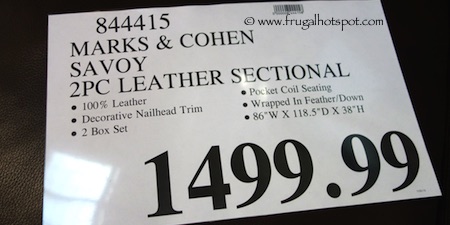 844415
www.frugalhotspot.com
MARKS & COHEN
SAVOY
2PC LEATHER SECTIONAL
• 100% Leather
• Decorative Nailhead Trim
• 2 Box Set
• Pocket Coil Seating
• Wrapped In Feather/Down
• 86"W X 118.5"D X 38"H
1499.99